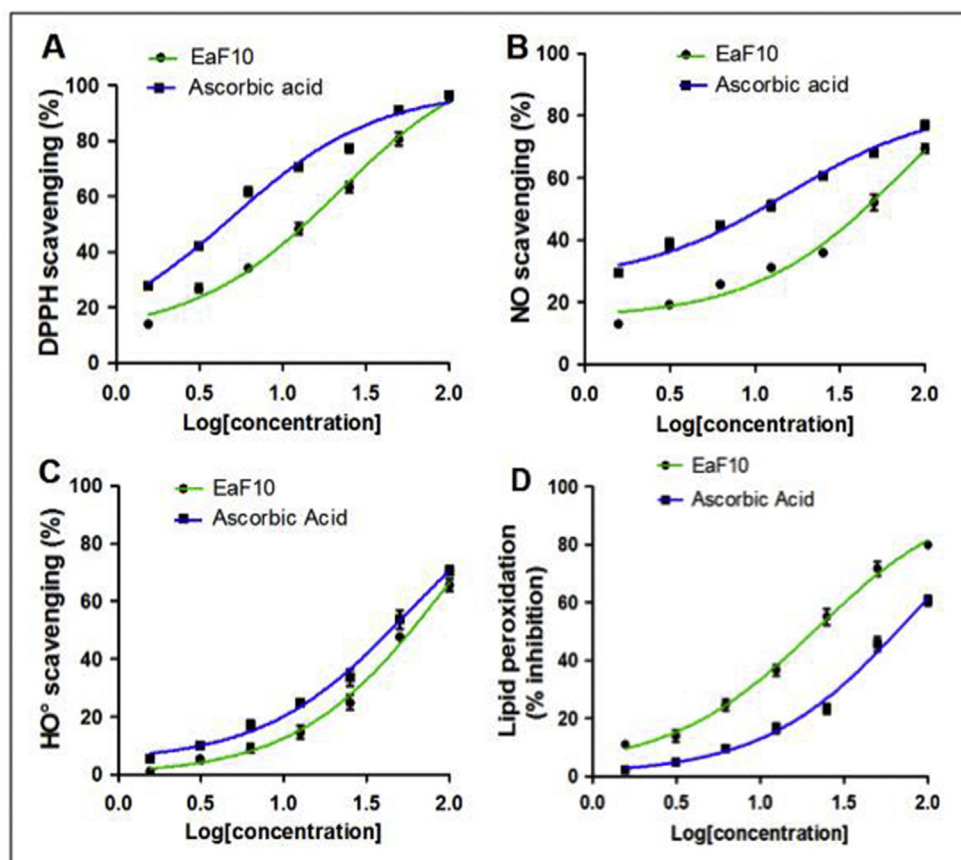 A
EaF10
Ascorbic acid
DPPH scavenging (%)
100
80
60
40
20
0
0.0 0.5 1.0 1.5 2.0
Log[concentration]
B
EaF10
Ascorbic acid
NO scavenging (%)
100
80
60
40
20
0
0.0 0.5 1.0 1.5 2.0
Log[concentration]
C
EaF10
Ascorbic Acid
HO° scavenging (%)
100
80
60
40
20
0
0.0 0.5 1.0 1.5 2.0
Log[concentration]
D
EaF10
Ascorbic Acid
Lipid peroxidation
(% inhibition)
100
80
60
40
20
0
0.0 0.5 1.0 1.5 2.0
Log[concentration]